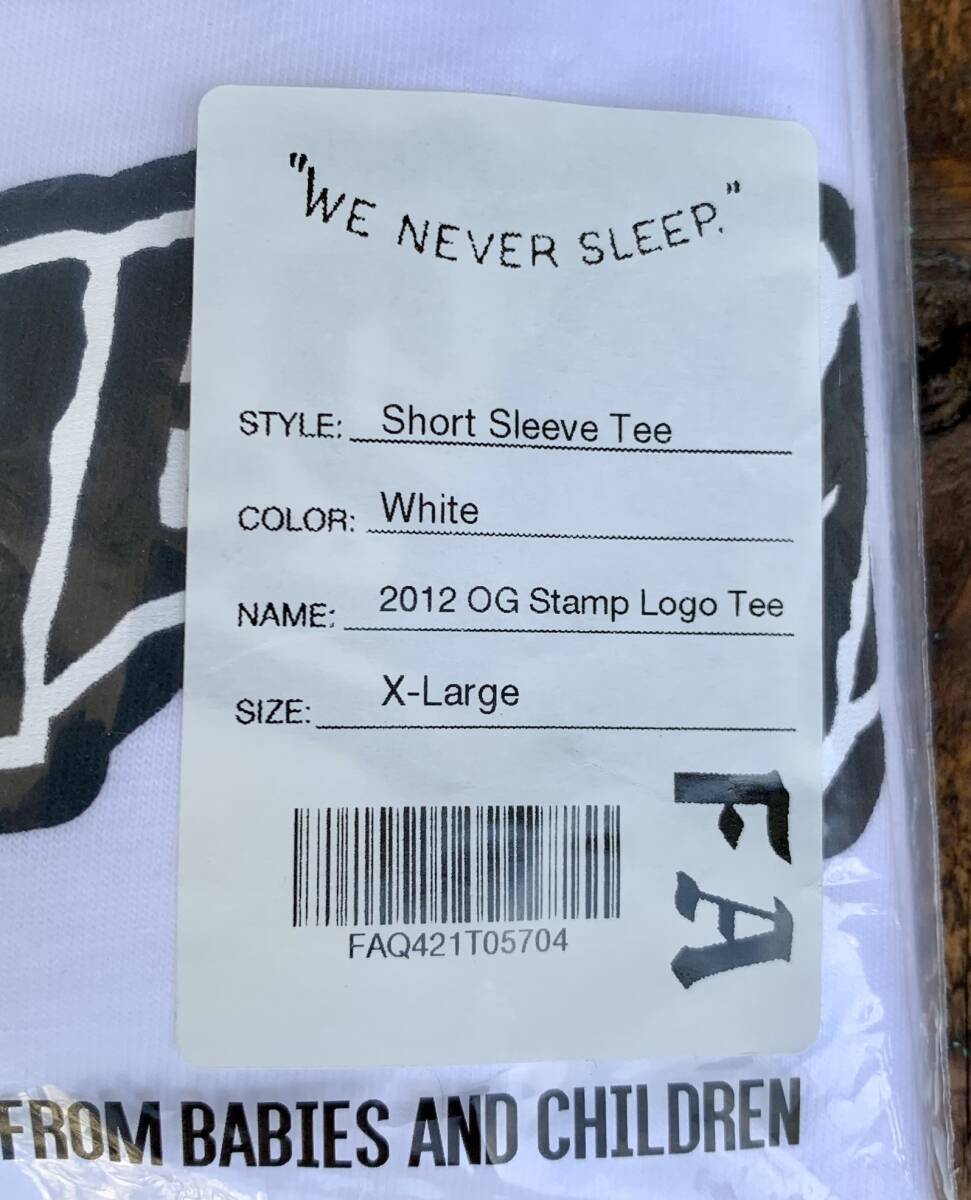 "WE NEVER SLEEP."
STYLE: Short Sleeve Tee
COLOR: White
NAME: 2012 OG Stamp Logo Tee
SIZE: X-Large
FA
FAQ421T05704
FROM BABIES AND CHILDREN